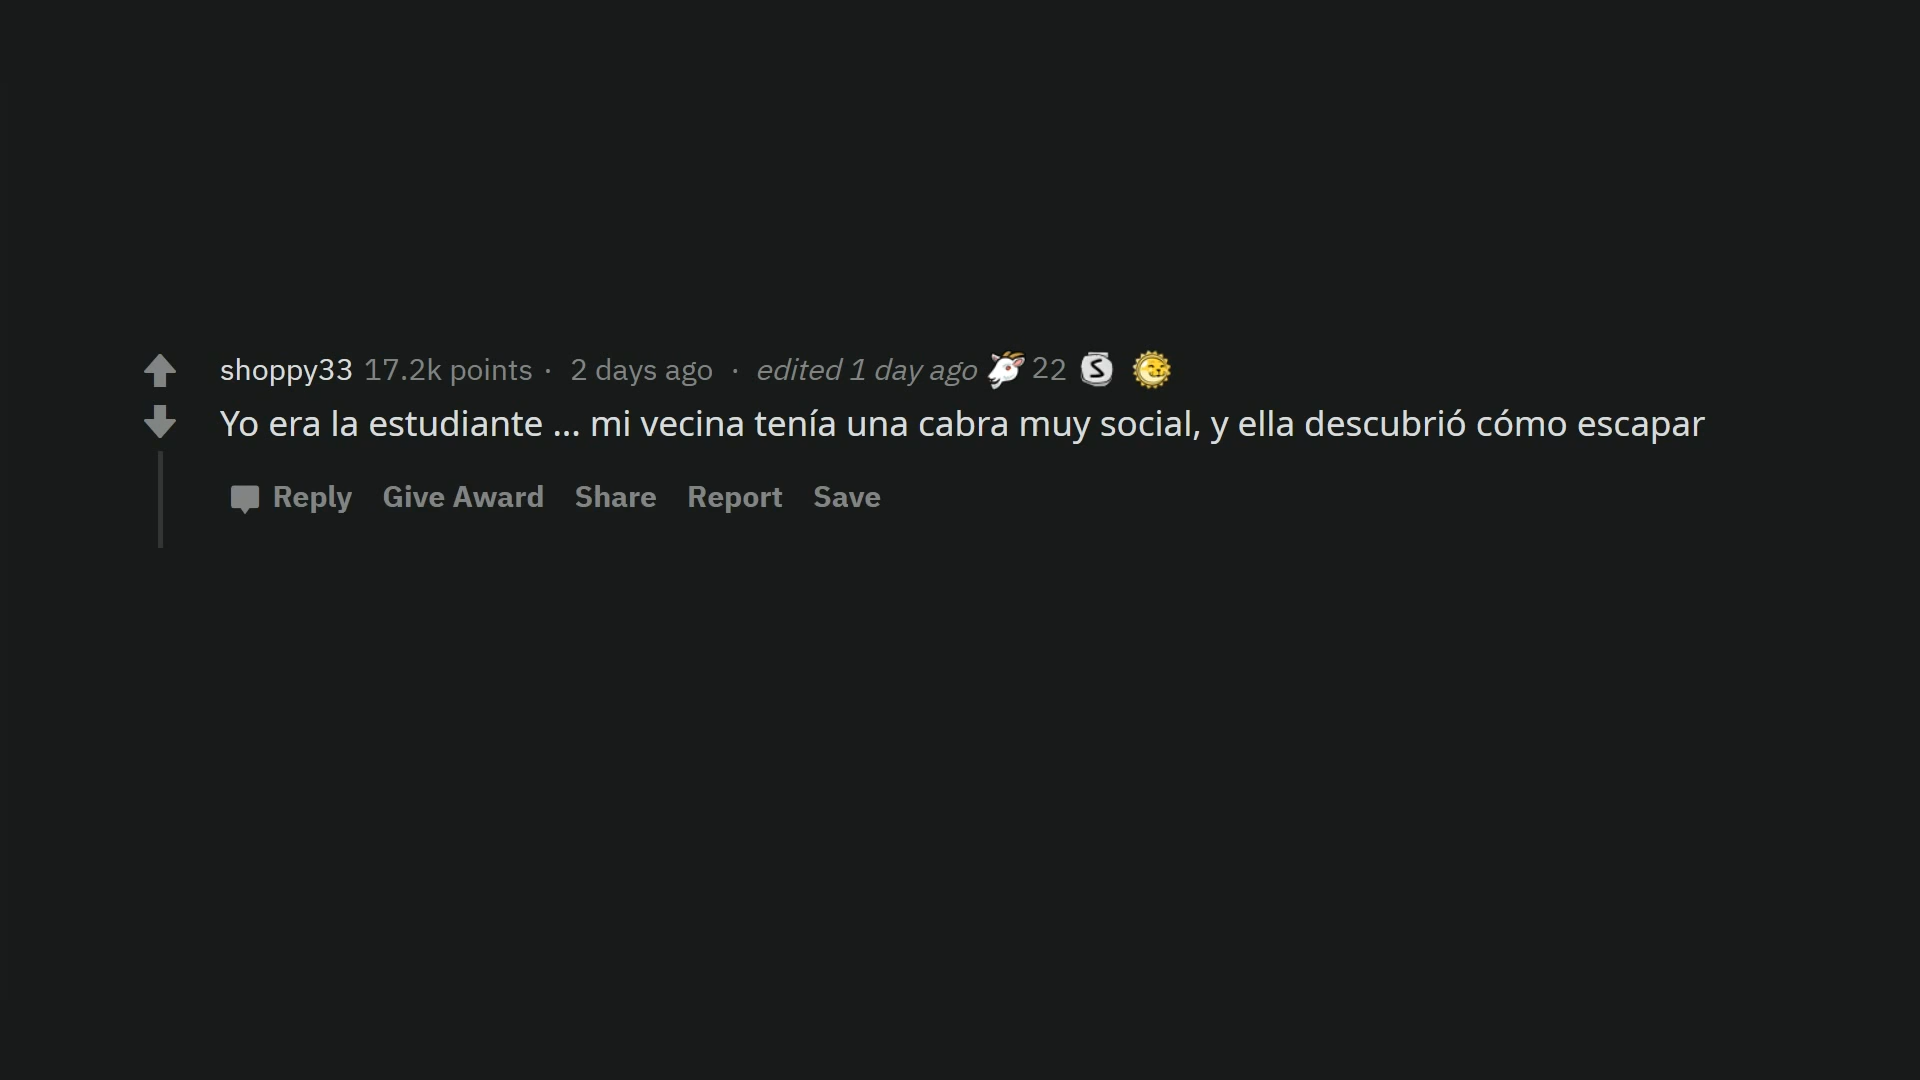 shoppy33 17.2k points · 2 days ago · edited 1 day ago 22 S
Yo era la estudiante ... mi vecina tenía una cabra muy social, y ella descubrió cómo escapar
Reply Give Award Share Report Save